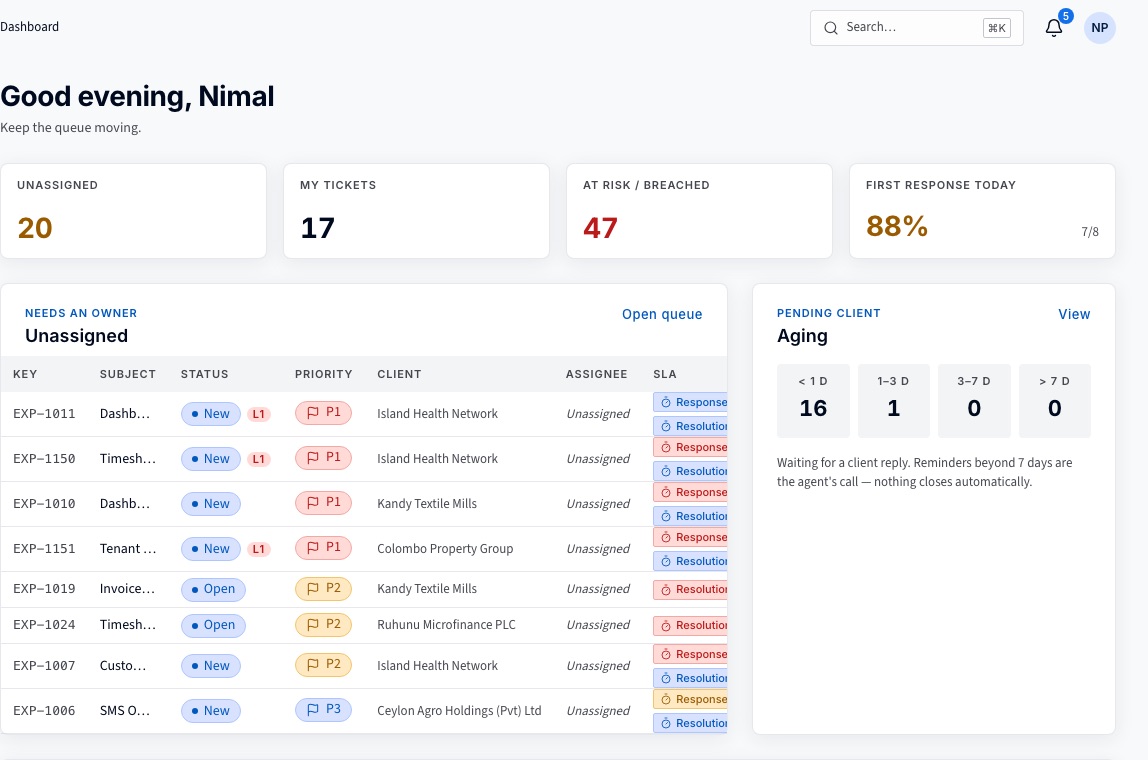 Dashboard
Search…
⌘K
5
NP
Good evening, Nimal
Keep the queue moving.
UNASSIGNED
20
MY TICKETS
17
AT RISK / BREACHED
47
FIRST RESPONSE TODAY
88%
7/8
NEEDS AN OWNER
Unassigned
Open queue
KEY SUBJECT STATUS PRIORITY CLIENT ASSIGNEE SLA
EXP-1011 Dashb… New L1 P1 Island Health Network Unassigned Response Resolution
EXP-1150 Timesh… New L1 P1 Island Health Network Unassigned Response Resolution
EXP-1010 Dashb… New P1 Kandy Textile Mills Unassigned Response Resolution
EXP-1151 Tenant … New L1 P1 Colombo Property Group Unassigned Response Resolution
EXP-1019 Invoice… Open P2 Kandy Textile Mills Unassigned Resolution
EXP-1024 Timesh… Open P2 Ruhunu Microfinance PLC Unassigned Resolution
EXP-1007 Custo… New P2 Island Health Network Unassigned Response Resolution
EXP-1006 SMS O… New P3 Ceylon Agro Holdings (Pvt) Ltd Unassigned Response Resolution
PENDING CLIENT
Aging
View
< 1 D
16
1–3 D
1
3–7 D
0
> 7 D
0
Waiting for a client reply. Reminders beyond 7 days are
the agent's call — nothing closes automatically.